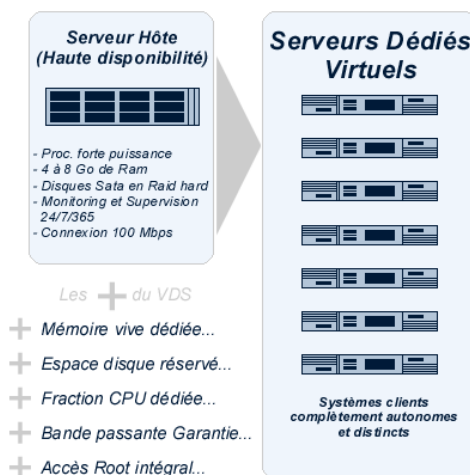 Serveur Hôte
(Haute disponibilité)
- Proc. forte puissance
- 4 à 8 Go de Ram
- Disques Sata en Raid hard
- Monitoring et Supervision
24/7/365
- Connexion 100 Mbps
Serveurs Dédiés
Virtuels
Systèmes clients
complètement autonomes
et distincts
Les + du VDS
+ Mémoire vive dédiée...
+ Espace disque réservé...
+ Fraction CPU dédiée...
+ Bande passante Garantie...
+ Accès Root intégral...